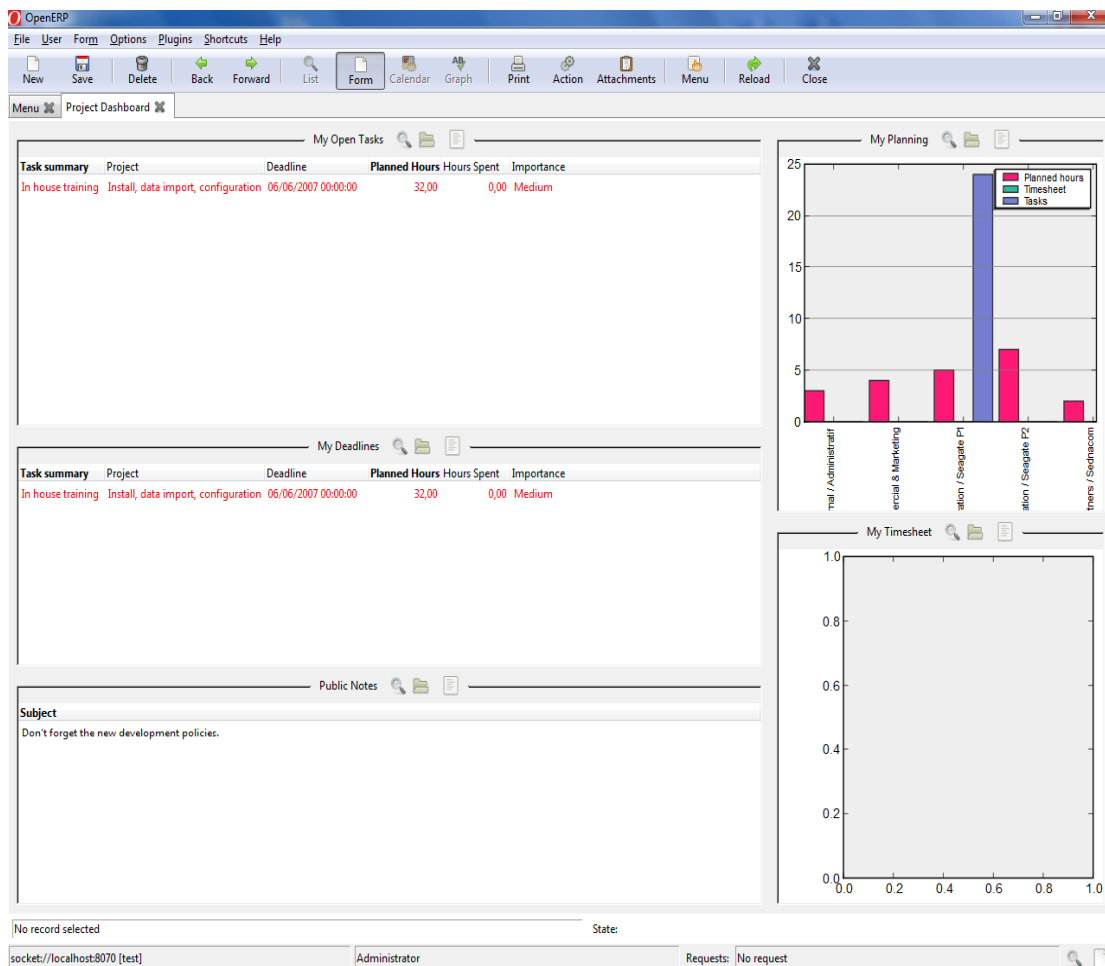 OpenERP
File User Form Options Plugins Shortcuts Help
New Save Delete Back Forward List Form Calendar Graph Print Action Attachments Menu Reload Close
Menu Project Dashboard
My Open Tasks
Task summary Project Deadline Planned Hours Hours Spent Importance
In house training Install, data import, configuration 06/06/2007 00:00:00 32,00 0,00 Medium
My Deadlines
Task summary Project Deadline Planned Hours Hours Spent Importance
In house training Install, data import, configuration 06/06/2007 00:00:00 32,00 0,00 Medium
Public Notes
Subject
Don't forget the new development policies.
My Planning
25
20
15
10
5
0
Planned hours
Timesheet
Tasks
nal / Administratif
ercial & Marketing
ation / Seagate P1
ation / Seagate P2
tners / Sednacom
My Timesheet
1.0
0.8
0.6
0.4
0.2
0.0
0.0 0.2 0.4 0.6 0.8 1.0
No record selected State:
socket://localhost:8070 [test] Administrator Requests: No request